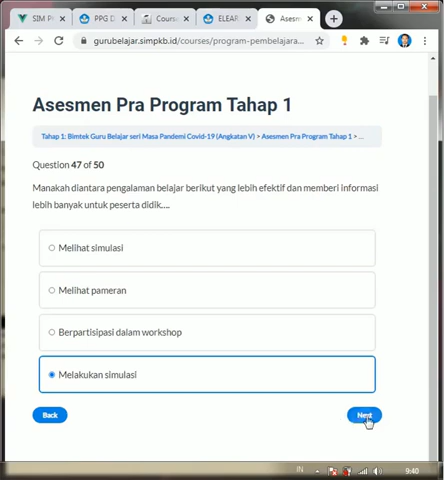 SIM P
PPG D
Course
ELEAR
Asesm
gurubelajar.simpkb.id/courses/program-pembelajara...
Asesmen Pra Program Tahap 1
Tahap 1: Bimtek Guru Belajar seri Masa Pandemi Covid-19 (Angkatan V) > Asesmen Pra Program Tahap 1 > ...
Question 47 of 50
Manakah diantara pengalaman belajar berikut yang lebih efektif dan memberi informasi
lebih banyak untuk peserta didik,...
Melihat simulasi
Melihat pameran
Berpartisipasi dalam workshop
Melakukan simulasi
Back
Next
IN
9:40